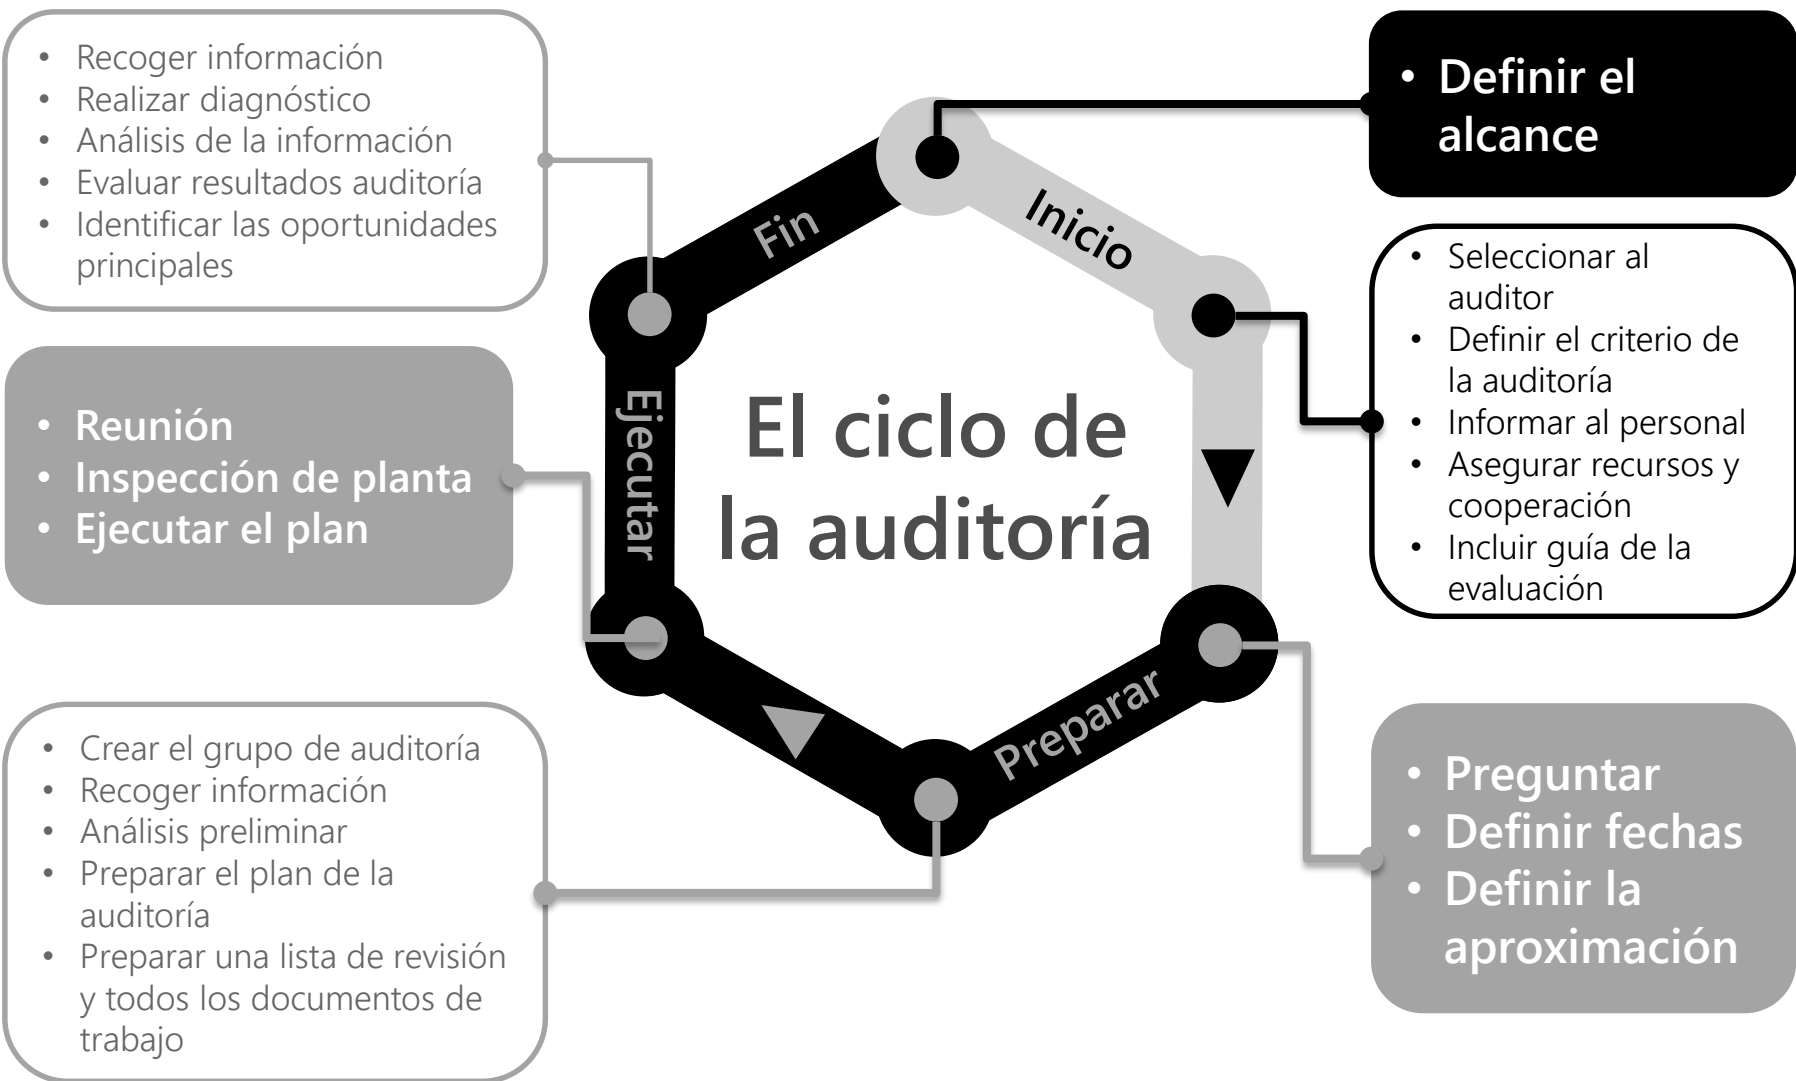 • Recoger información
• Realizar diagnóstico
• Análisis de la información
• Evaluar resultados auditoría
• Identificar las oportunidades
principales
• Definir el
alcance
Fin
Inicio
• Seleccionar al
auditor
• Definir el criterio de
la auditoría
• Informar al personal
• Asegurar recursos y
cooperación
• Incluir guía de la
evaluación
• Reunión
• Inspección de planta
• Ejecutar el plan
Ejecutar
El ciclo de
la auditoría
Preparar
• Crear el grupo de auditoría
• Recoger información
• Análisis preliminar
• Preparar el plan de la
auditoría
• Preparar una lista de revisión
y todos los documentos de
trabajo
• Preguntar
• Definir fechas
• Definir la
aproximación